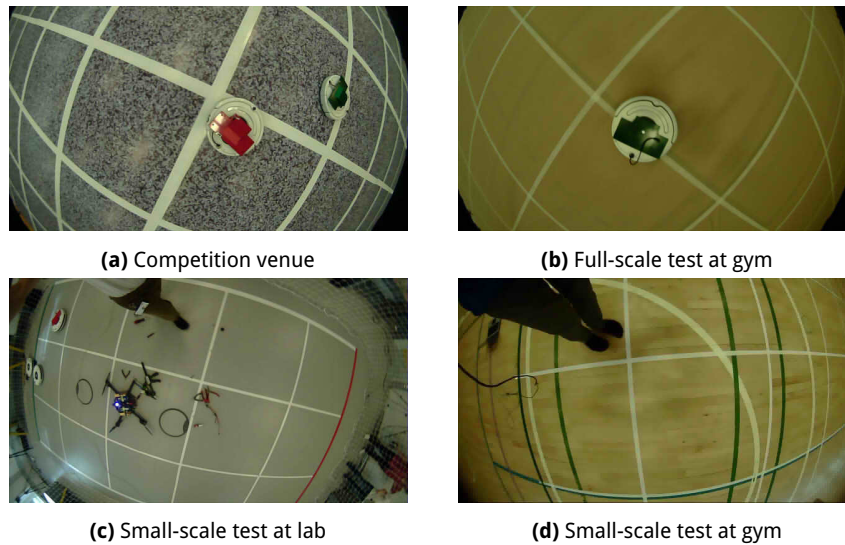 (a) Competition venue
(b) Full-scale test at gym
(c) Small-scale test at lab
(d) Small-scale test at gym